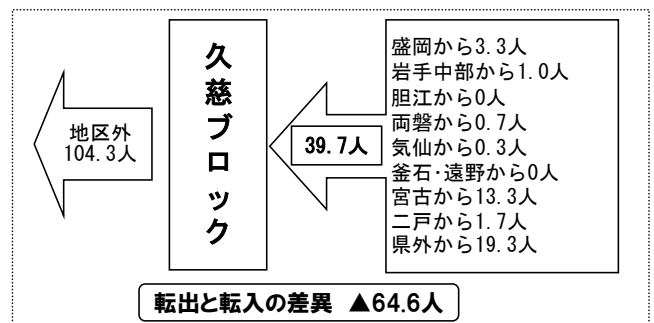 地区外
104.3人
久慈ブロック
39.7人
盛岡から3.3人
岩手中部から1.0人
胆江から0人
両磐から0.7人
気仙から0.3人
釜石・遠野から0人
宮古から13.3人
二戸から1.7人
県外から19.3人
転出と転入の差異 ▲64.6人